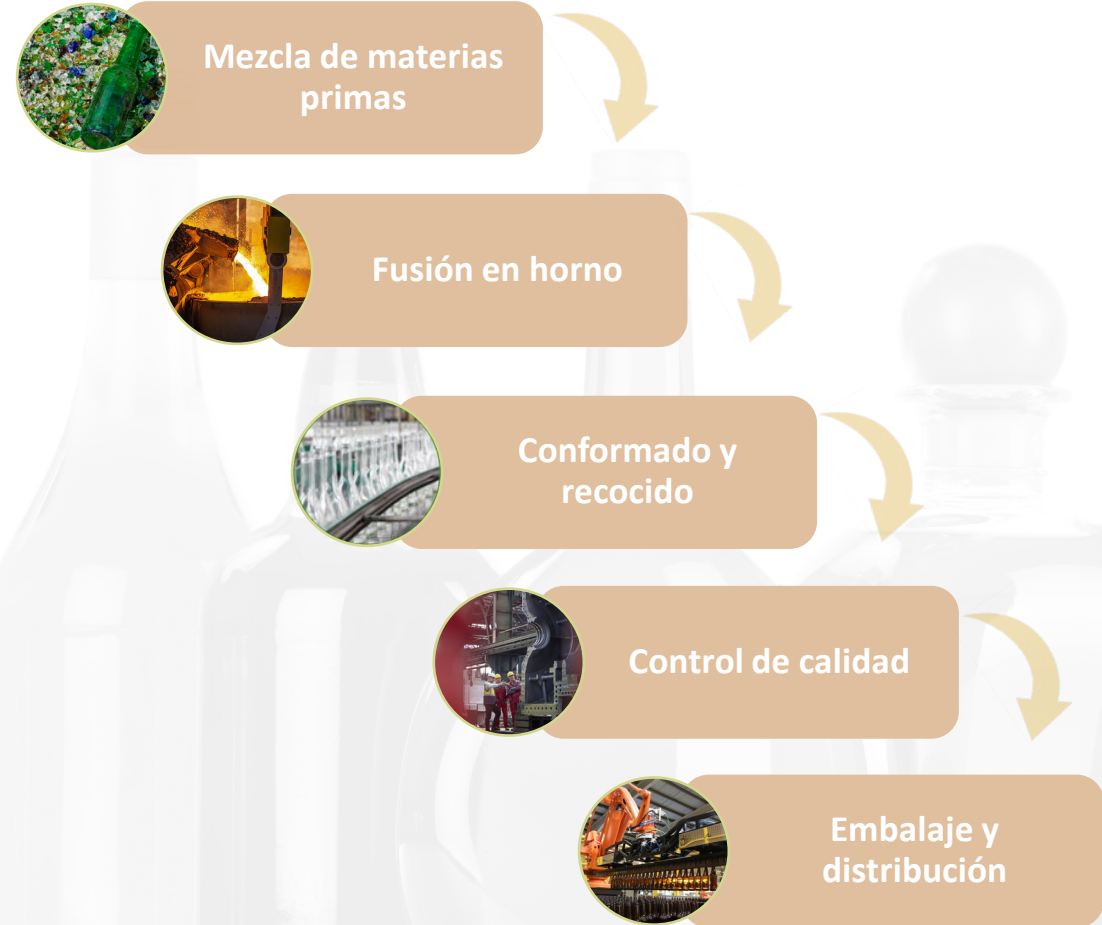 Mezcla de materias
primas
Fusión en horno
Conformado y
recocido
Control de calidad
Embalaje y
distribución